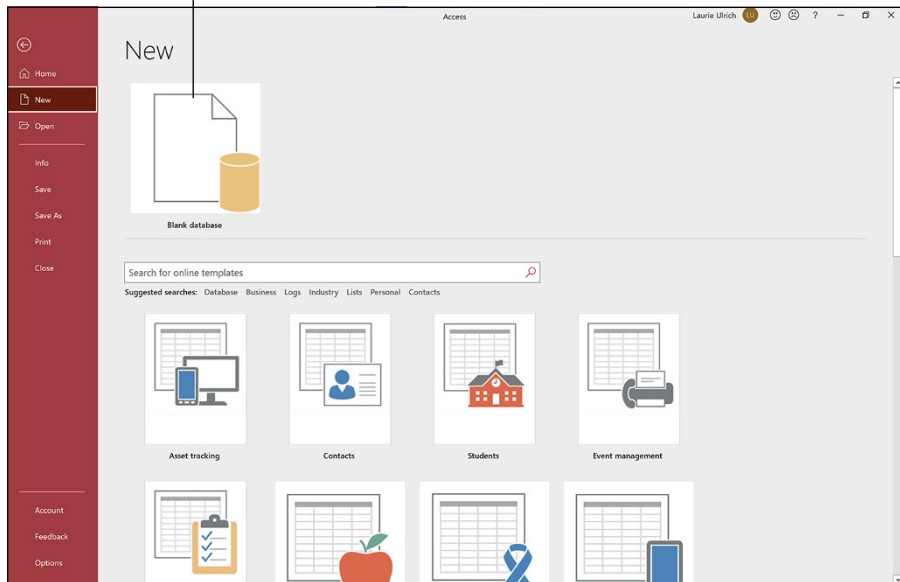 Access
Laurie Ulrich LU ?
New
Home
New
Open
Info
Save
Save As
Print
Close
Blank database
Search for online templates
Suggested searches: Database Business Logs Industry Lists Personal Contacts
Asset tracking Contacts Students Event management
Account
Feedback
Options